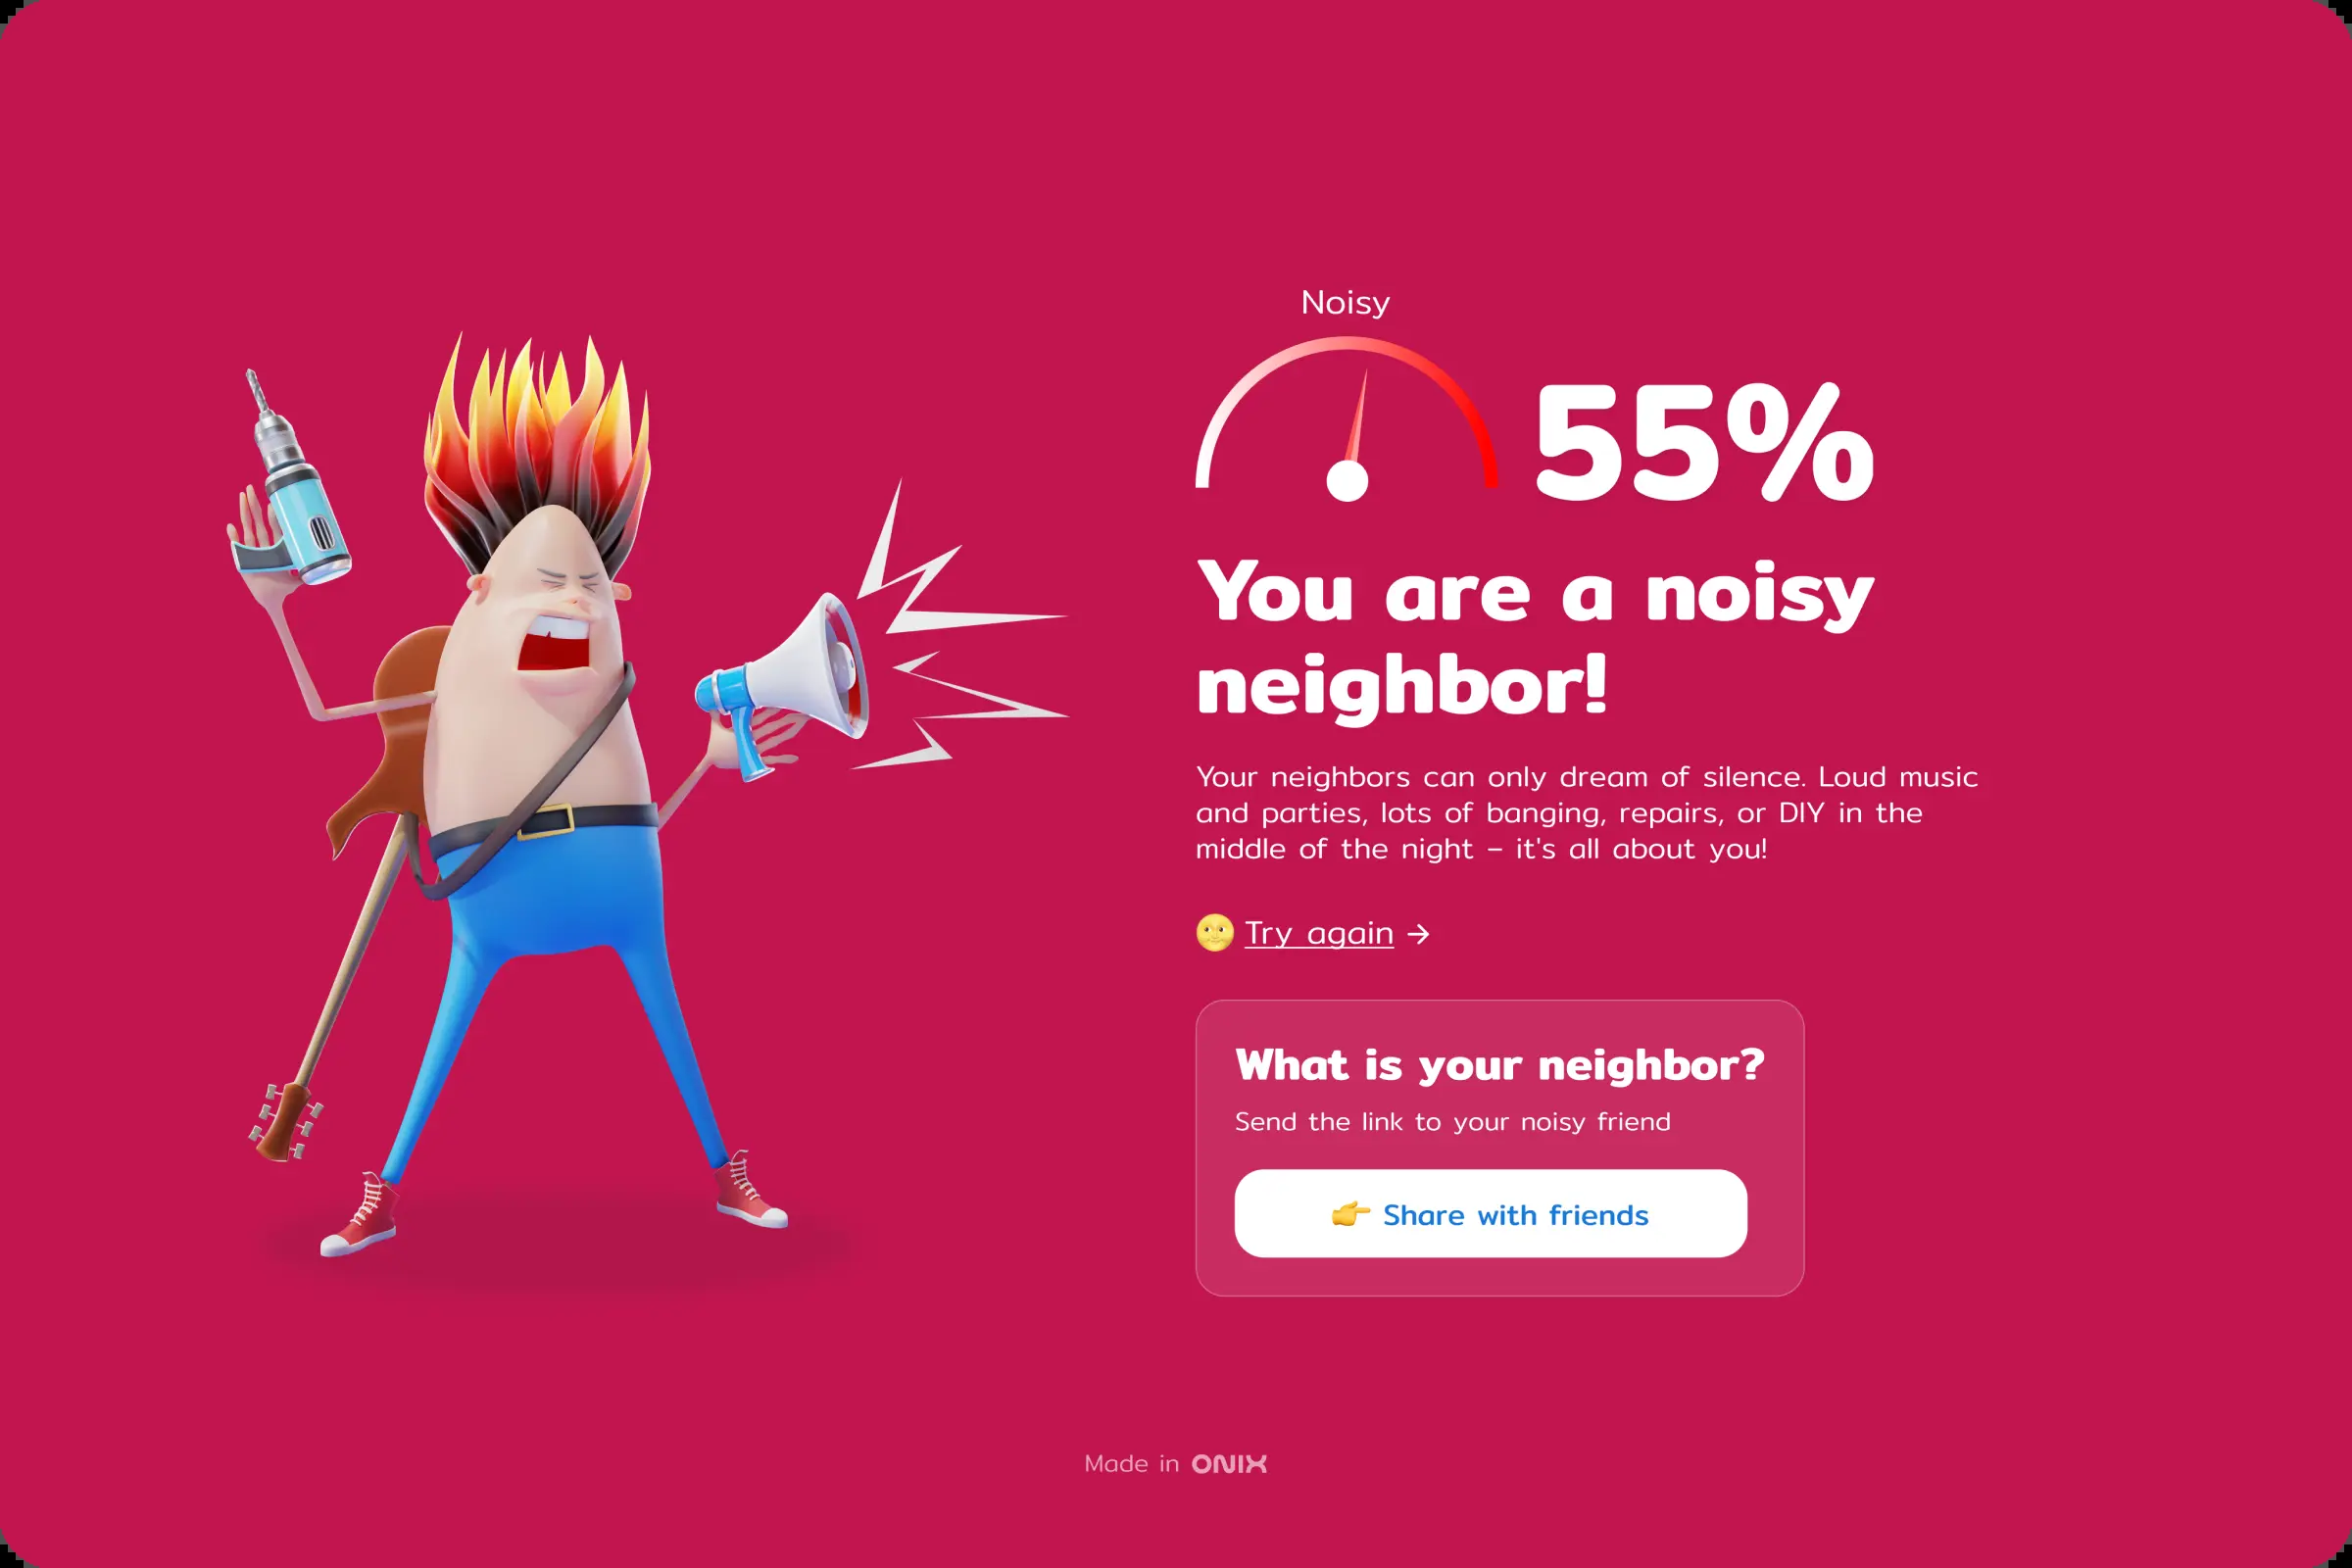 Noisy
55%
You are a noisy
neighbor!
Your neighbors can only dream of silence. Loud music
and parties, lots of banging, repairs, or DIY in the
middle of the night – it's all about you!
Try again →
What is your neighbor?
Send the link to your noisy friend
👉 Share with friends
Made in ONIX